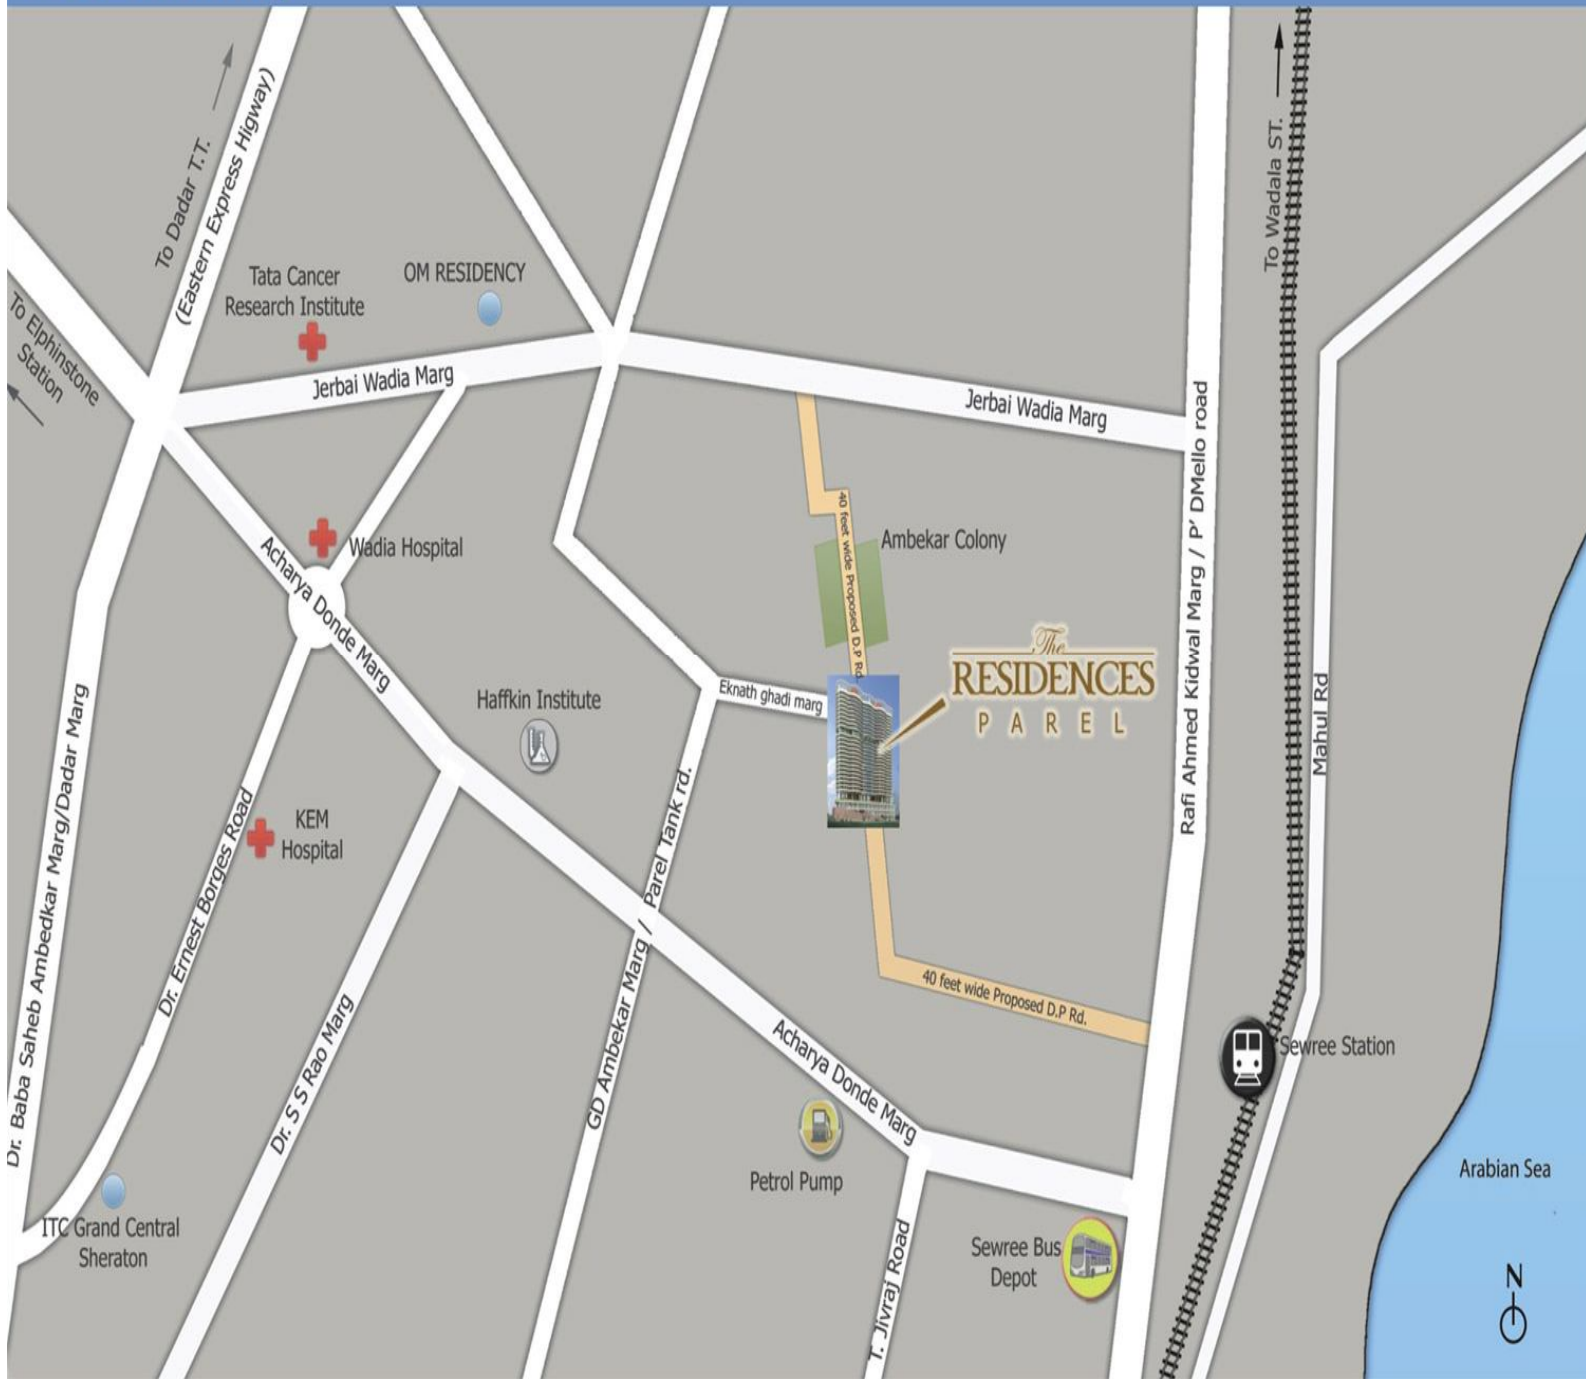 To Dadar T.T.
(Eastern Express Higway)
To Wadala ST.
Tata Cancer
Research Institute
OM RESIDENCY
To Elphinstone
Station
Jerbai Wadia Marg
Jerbai Wadia Marg
Rafi Ahmed Kidwal Marg / P' DMello road
40 feet wide Proposed D.P Rd.
Ambekar Colony
Wadia Hospital
Acharya Donde Marg
The
RESIDENCES
PAREL
Eknath ghadi marg
Haffkin Institute
Mahul Rd
Dr. Baba Saheb Ambedkar Marg/Dadar Marg
KEM
Hospital
Dr. Ernest Borges Road
GD Ambekar Marg / Parel Tank rd.
Dr. S S Rao Marg
40 feet wide Proposed D.P Rd.
Acharya Donde Marg
Sewree Station
Petrol Pump
Arabian Sea
ITC Grand Central
Sheraton
T. Jivraj Road
Sewree Bus
Depot
N